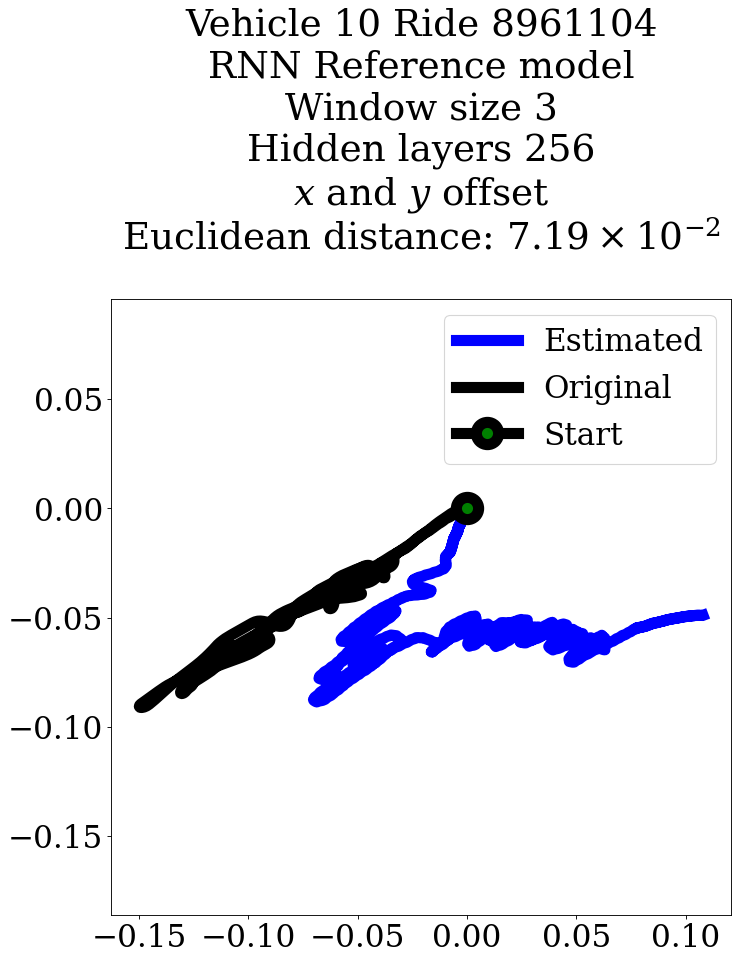 Vehicle 10 Ride 8961104
RNN Reference model
Window size 3
Hidden layers 256
x and y offset
Euclidean distance: 7.19 × 10⁻²
Estimated
Original
Start
0.05
0.00
−0.05
−0.10
−0.15
−0.15 −0.10 −0.05 0.00 0.05 0.10